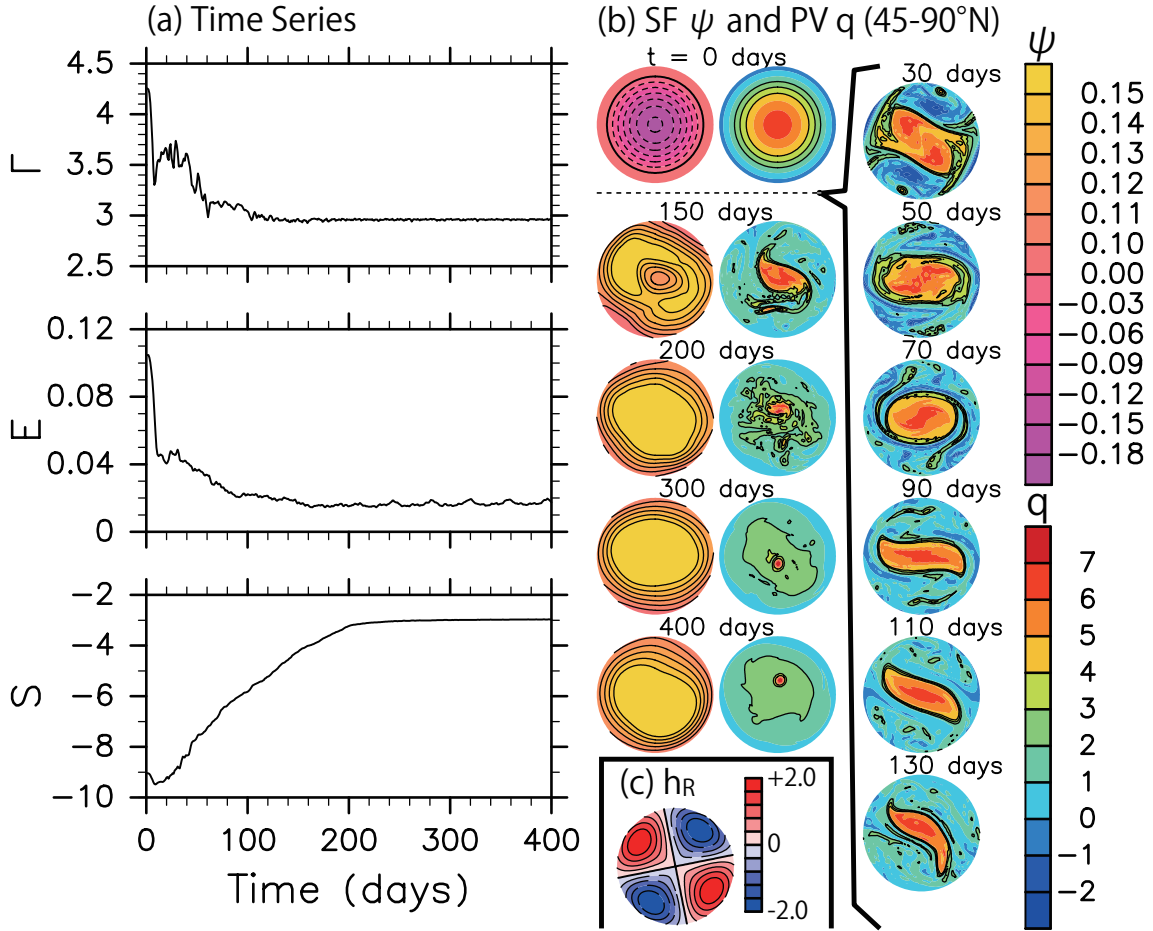 (a) Time Series
Γ
4.5
4
3.5
3
2.5
E
0.12
0.08
0.04
0
S
−2
−4
−6
−8
−10
0 100 200 300 400
Time (days)
(b) SF ψ and PV q (45-90°N)
t = 0 days
150 days
200 days
300 days
400 days
30 days
50 days
70 days
90 days
110 days
130 days
(c) hR
+2.0
0
-2.0
ψ
0.15
0.14
0.13
0.12
0.11
0.10
0.00
−0.03
−0.06
−0.09
−0.12
−0.15
−0.18
q
7
6
5
4
3
2
1
0
−1
−2